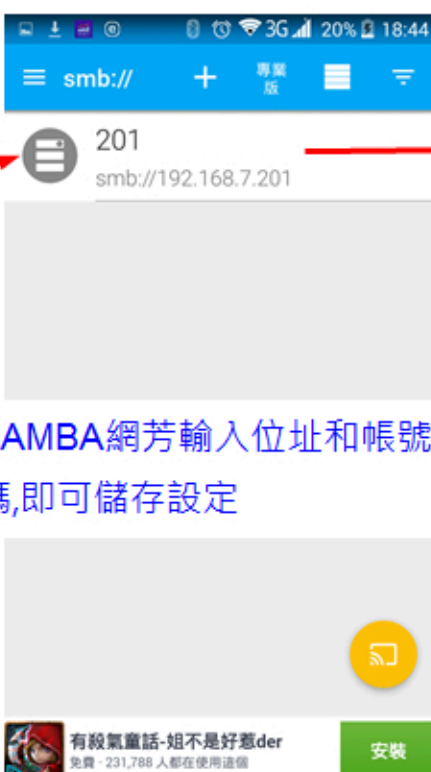 3G 20% 18:44
smb:// + 專業版
201
smb://192.168.7.201
AMBA網芳輸入位址和帳號
,即可儲存設定
有殺氣童話-姐不是好惹der
免費 · 231,788 人都在使用這個
安裝